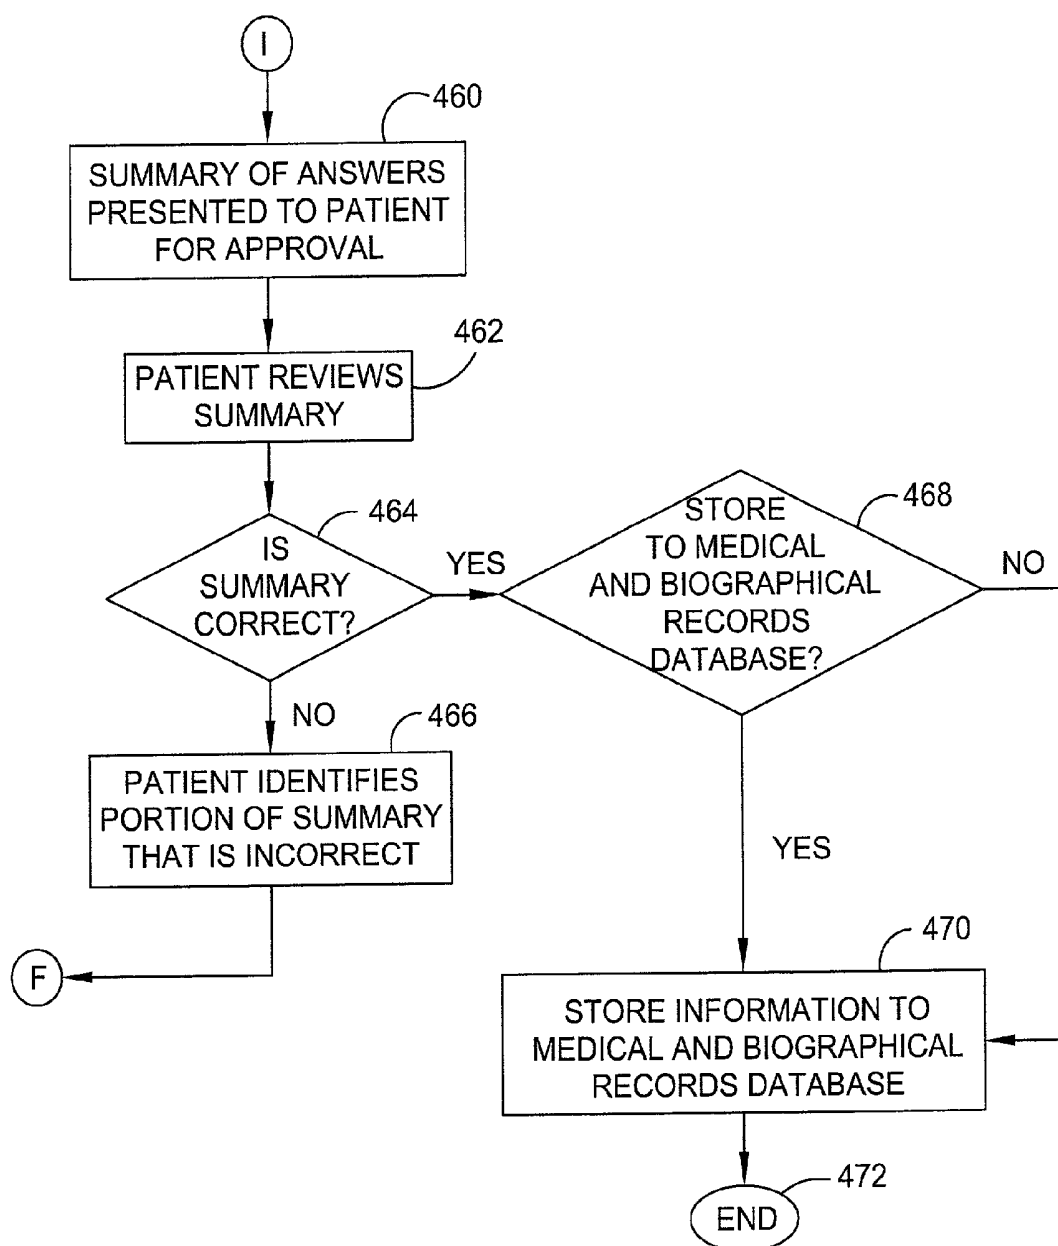 I
460
SUMMARY OF ANSWERS
PRESENTED TO PATIENT
FOR APPROVAL
462
PATIENT REVIEWS
SUMMARY
464
IS
SUMMARY
CORRECT?
YES
468
STORE
TO MEDICAL
AND BIOGRAPHICAL
RECORDS
DATABASE?
NO
NO
466
PATIENT IDENTIFIES
PORTION OF SUMMARY
THAT IS INCORRECT
F
YES
470
STORE INFORMATION TO
MEDICAL AND BIOGRAPHICAL
RECORDS DATABASE
472
END